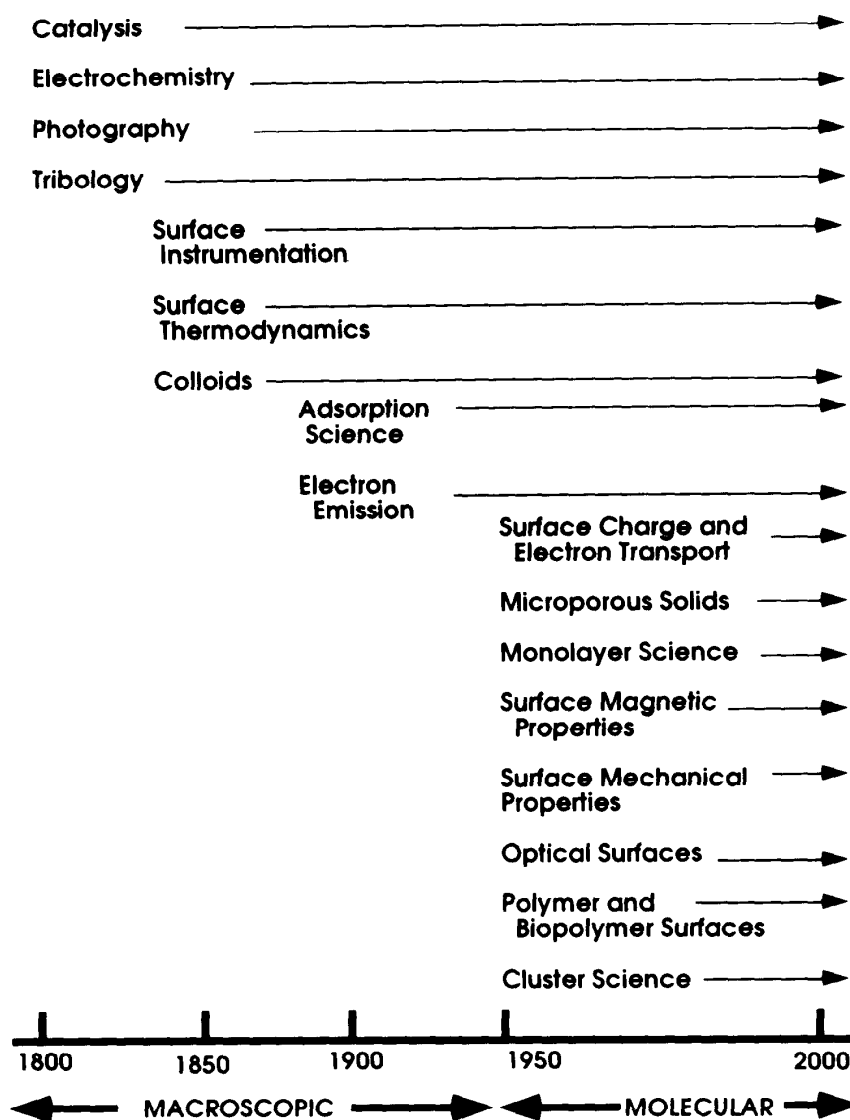 Catalysis
Electrochemistry
Photography
Tribology
Surface
Instrumentation
Surface
Thermodynamics
Colloids
Adsorption
Science
Electron
Emission
Surface Charge and
Electron Transport
Microporous Solids
Monolayer Science
Surface Magnetic
Properties
Surface Mechanical
Properties
Optical Surfaces
Polymer and
Biopolymer Surfaces
Cluster Science
1800 1850 1900 1950 2000
MACROSCOPIC MOLECULAR